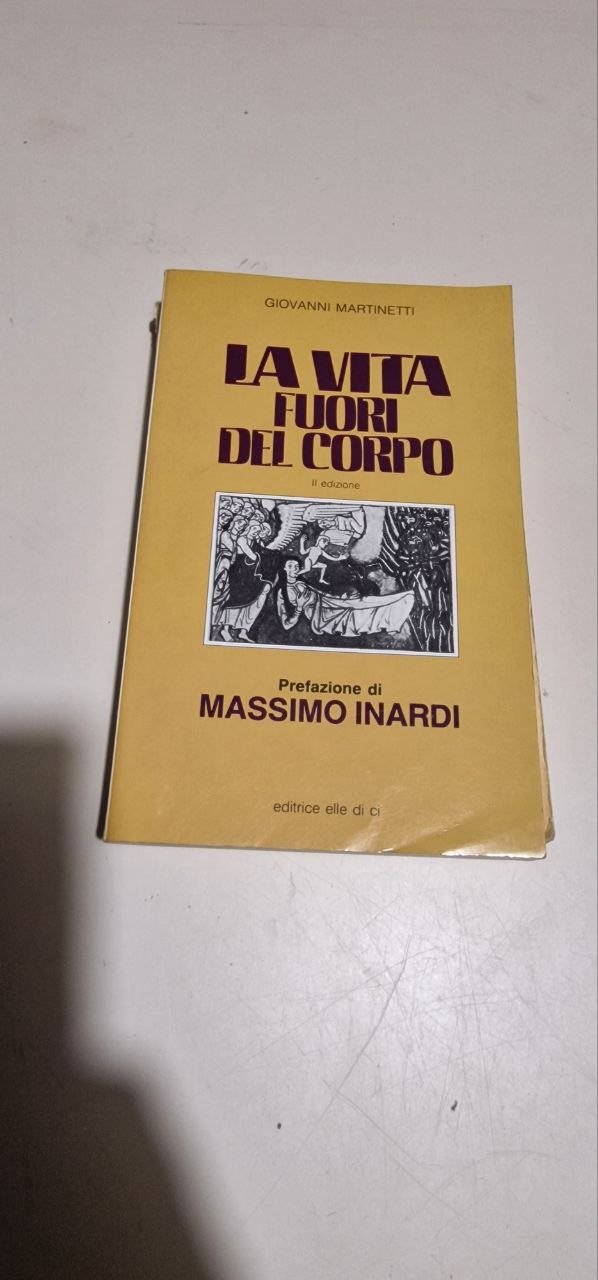 GIOVANNI MARTINETTI
LA VITA
FUORI
DEL CORPO
II edizione
Prefazione di
MASSIMO INARDI
editrice elle di ci